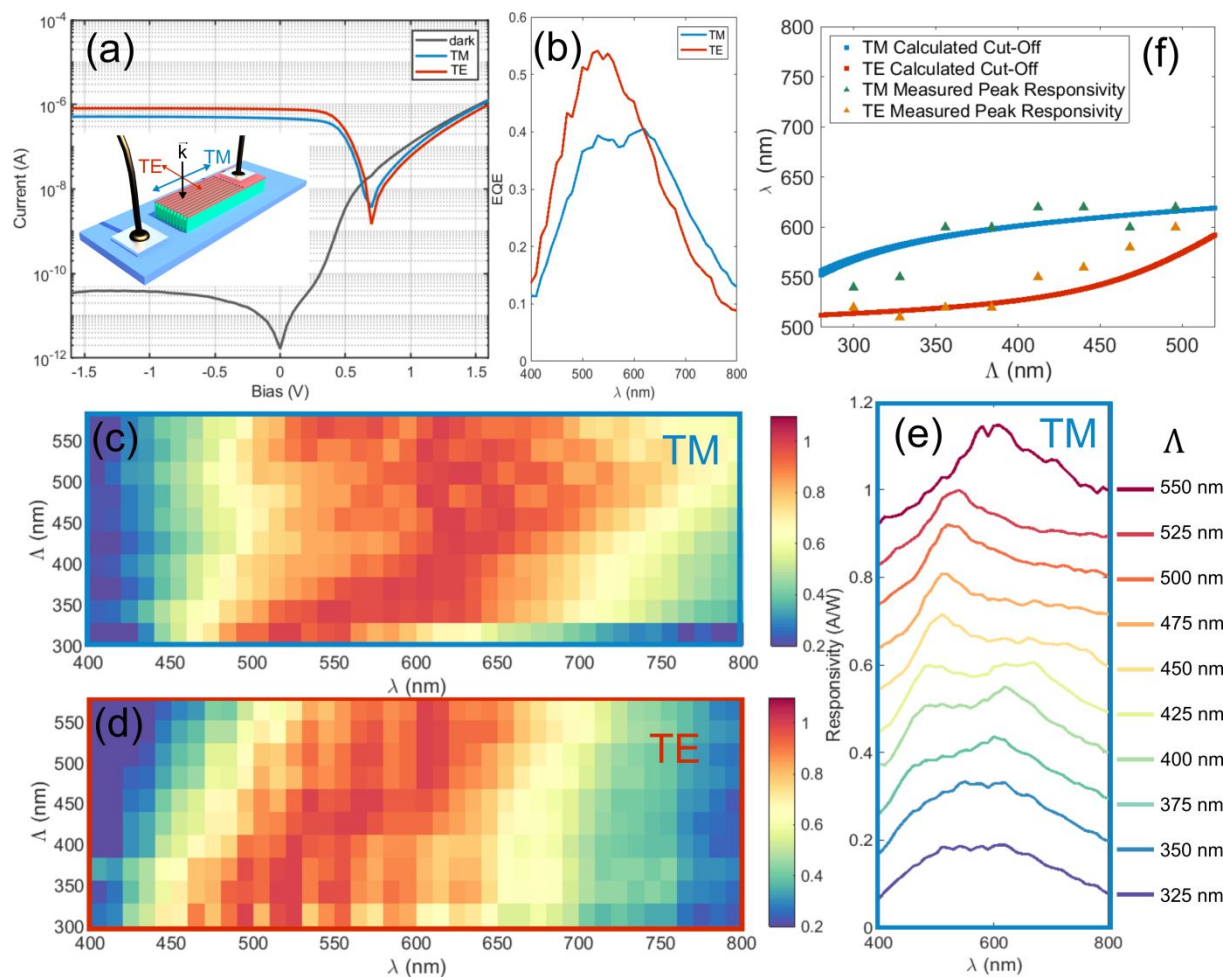 (a)
10^-4
10^-6
10^-8
10^-10
10^-12
Current (A)
dark
TM
TE
TE
k
TM
-1.5
-1
-0.5
0
0.5
1
1.5
Bias (V)
(b)
0.6
0.5
0.4
0.3
0.2
0.1
0
EQE
TM
TE
400
500
600
700
800
λ (nm)
(f)
800
750
700
650
600
550
500
λ (nm)
TM Calculated Cut-Off
TE Calculated Cut-Off
TM Measured Peak Responsivity
TE Measured Peak Responsivity
300
350
400
450
500
Λ (nm)
(c)
TM
550
500
450
400
350
300
Λ (nm)
400
450
500
550
600
650
700
750
800
λ (nm)
1
0.8
0.6
0.4
0.2
(d)
TE
550
500
450
400
350
300
Λ (nm)
400
450
500
550
600
650
700
750
800
λ (nm)
1
0.8
0.6
0.4
0.2
(e)
TM
1.2
1
0.8
0.6
0.4
0.2
0
Responsivity (A/W)
400
600
800
λ (nm)
Λ
550 nm
525 nm
500 nm
475 nm
450 nm
425 nm
400 nm
375 nm
350 nm
325 nm